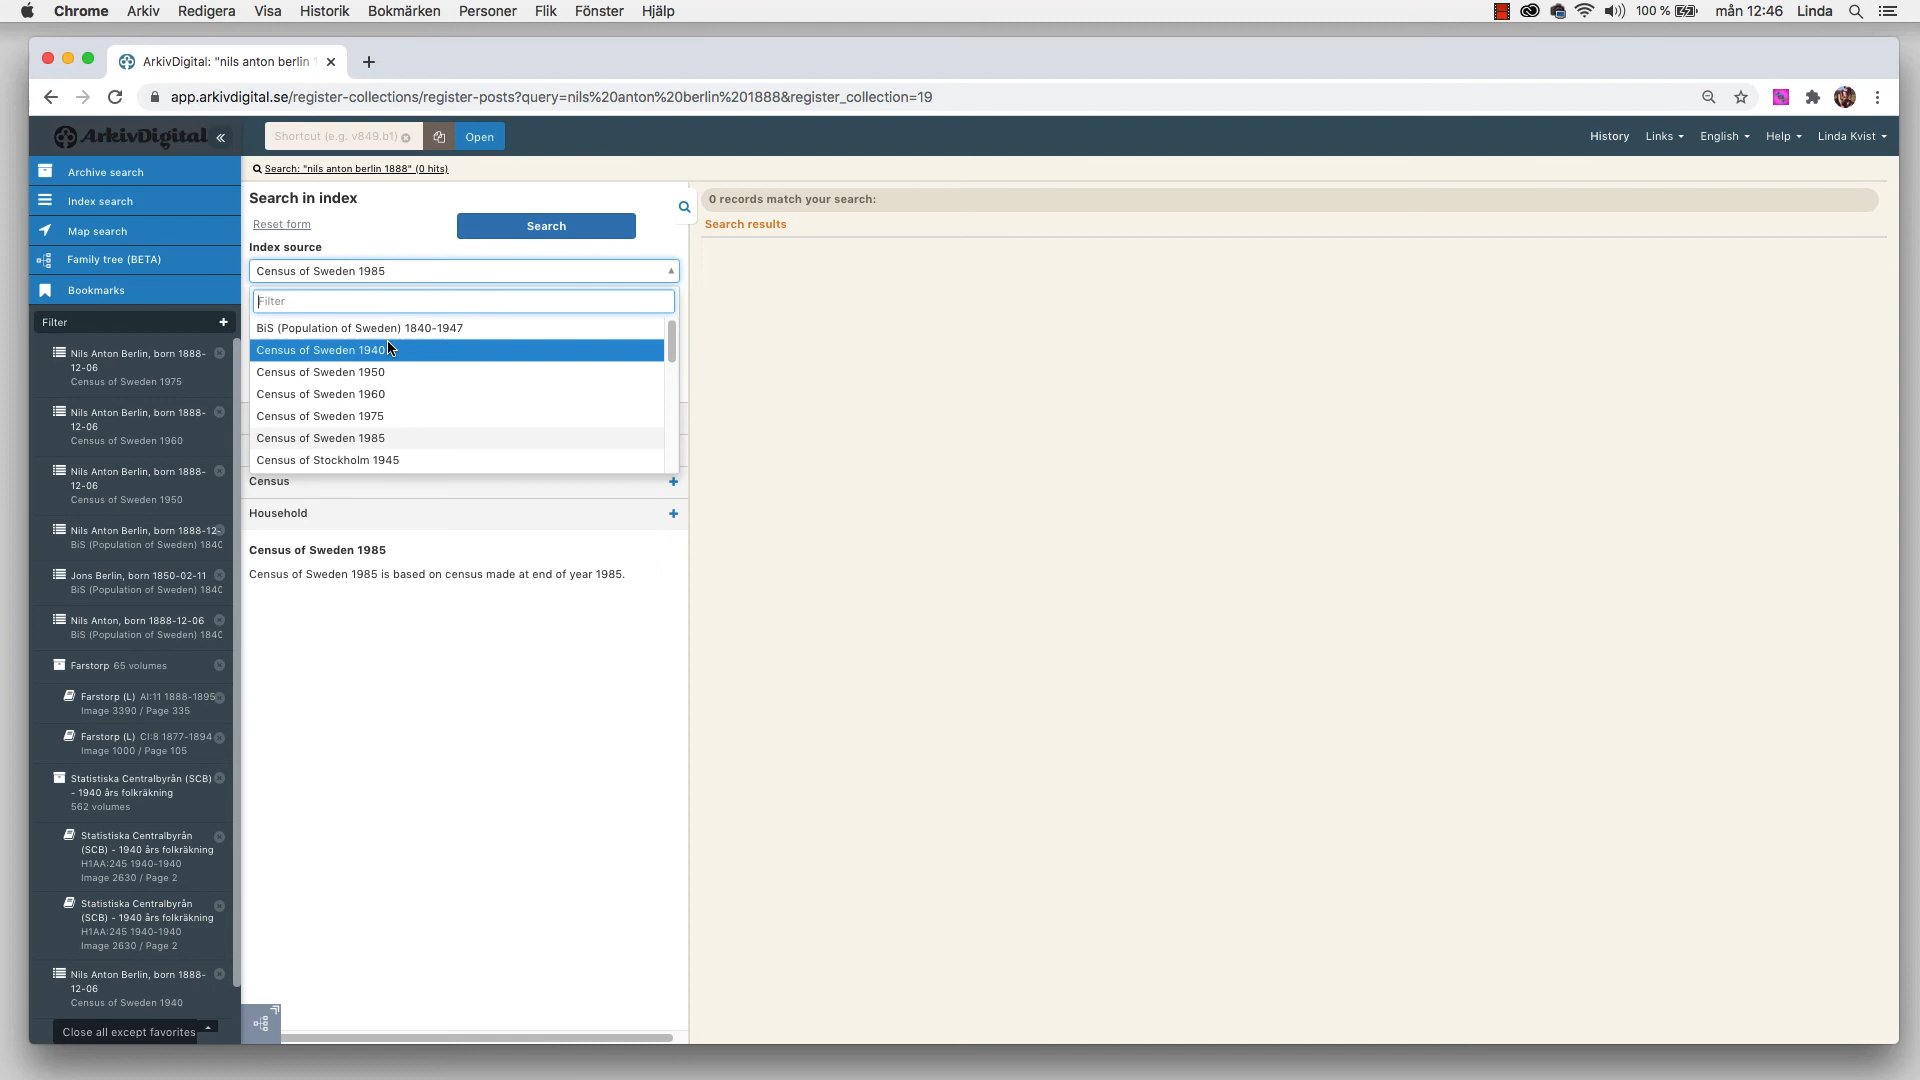 Chrome Arkiv Redigera Visa Historik Bokmärken Personer Flik Fönster Hjälp
100 % mån 12:46 Linda
ArkivDigital: "nils anton berlin
app.arkivdigital.se/register-collections/register-posts?query=nils%20anton%20berlin%201888&register_collection=19
ArkivDigital
Shortcut (e.g. v849.b1)
Open
History Links English Help Linda Kvist
Archive search
Index search
Map search
Family tree (BETA)
Bookmarks
Filter
Nils Anton Berlin, born 1888-
12-06
Census of Sweden 1975
Nils Anton Berlin, born 1888-
12-06
Census of Sweden 1960
Nils Anton Berlin, born 1888-
12-06
Census of Sweden 1950
Nils Anton Berlin, born 1888-12-
BiS (Population of Sweden) 1840
Jons Berlin, born 1850-02-11
BiS (Population of Sweden) 1840
Nils Anton, born 1888-12-06
BiS (Population of Sweden) 1840
Farstorp 65 volumes
Farstorp (L) AI:11 1888-1895
Image 3390 / Page 335
Farstorp (L) CI:8 1877-1894
Image 1000 / Page 105
Statistiska Centralbyrån (SCB)
- 1940 års folkräkning
562 volumes
Statistiska Centralbyrån
(SCB) - 1940 års folkräkning
H1AA:245 1940-1940
Image 2630 / Page 2
Statistiska Centralbyrån
(SCB) - 1940 års folkräkning
H1AA:245 1940-1940
Image 2630 / Page 2
Nils Anton Berlin, born 1888-
12-06
Census of Sweden 1940
Close all except favorites
Search: "nils anton berlin 1888" (0 hits)
Search in index
Reset form
Search
Index source
Census of Sweden 1985
Filter
BiS (Population of Sweden) 1840-1947
Census of Sweden 1940
Census of Sweden 1950
Census of Sweden 1960
Census of Sweden 1975
Census of Sweden 1985
Census of Stockholm 1945
Census
Household
Census of Sweden 1985
Census of Sweden 1985 is based on census made at end of year 1985.
0 records match your search:
Search results